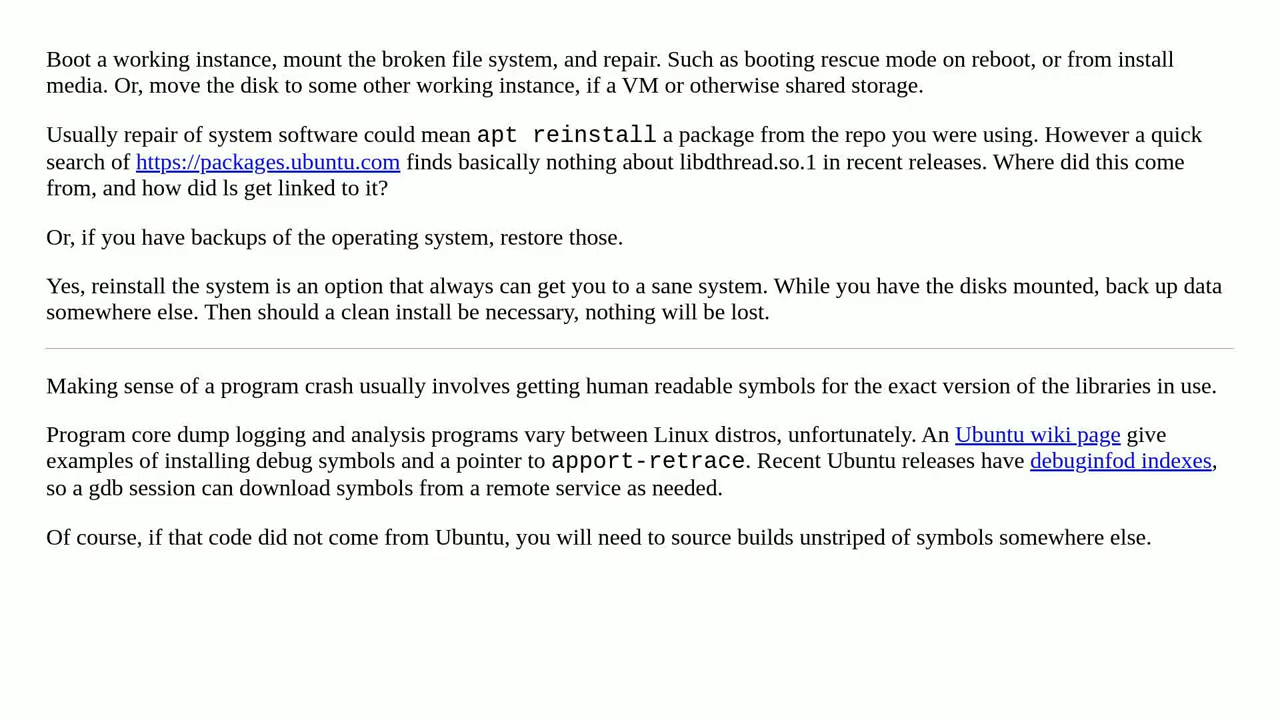 Boot a working instance, mount the broken file system, and repair. Such as booting rescue mode on reboot, or from install
media. Or, move the disk to some other working instance, if a VM or otherwise shared storage.
Usually repair of system software could mean apt reinstall a package from the repo you were using. However a quick
search of https://packages.ubuntu.com finds basically nothing about libdthread.so.1 in recent releases. Where did this come
from, and how did ls get linked to it?
Or, if you have backups of the operating system, restore those.
Yes, reinstall the system is an option that always can get you to a sane system. While you have the disks mounted, back up data
somewhere else. Then should a clean install be necessary, nothing will be lost.
Making sense of a program crash usually involves getting human readable symbols for the exact version of the libraries in use.
Program core dump logging and analysis programs vary between Linux distros, unfortunately. An Ubuntu wiki page give
examples of installing debug symbols and a pointer to apport-retrace. Recent Ubuntu releases have debuginfod indexes,
so a gdb session can download symbols from a remote service as needed.
Of course, if that code did not come from Ubuntu, you will need to source builds unstriped of symbols somewhere else.